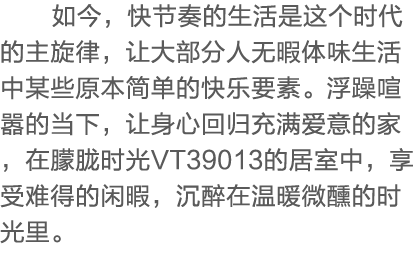 如今，快节奏的生活是这个时代
的主旋律，让大部分人无暇体味生活
中某些原本简单的快乐要素。浮躁喧
嚣的当下，让身心回归充满爱意的家
，在朦胧时光VT39013的居室中，享
受难得的闲暇，沉醉在温暖微醺的时
光里。